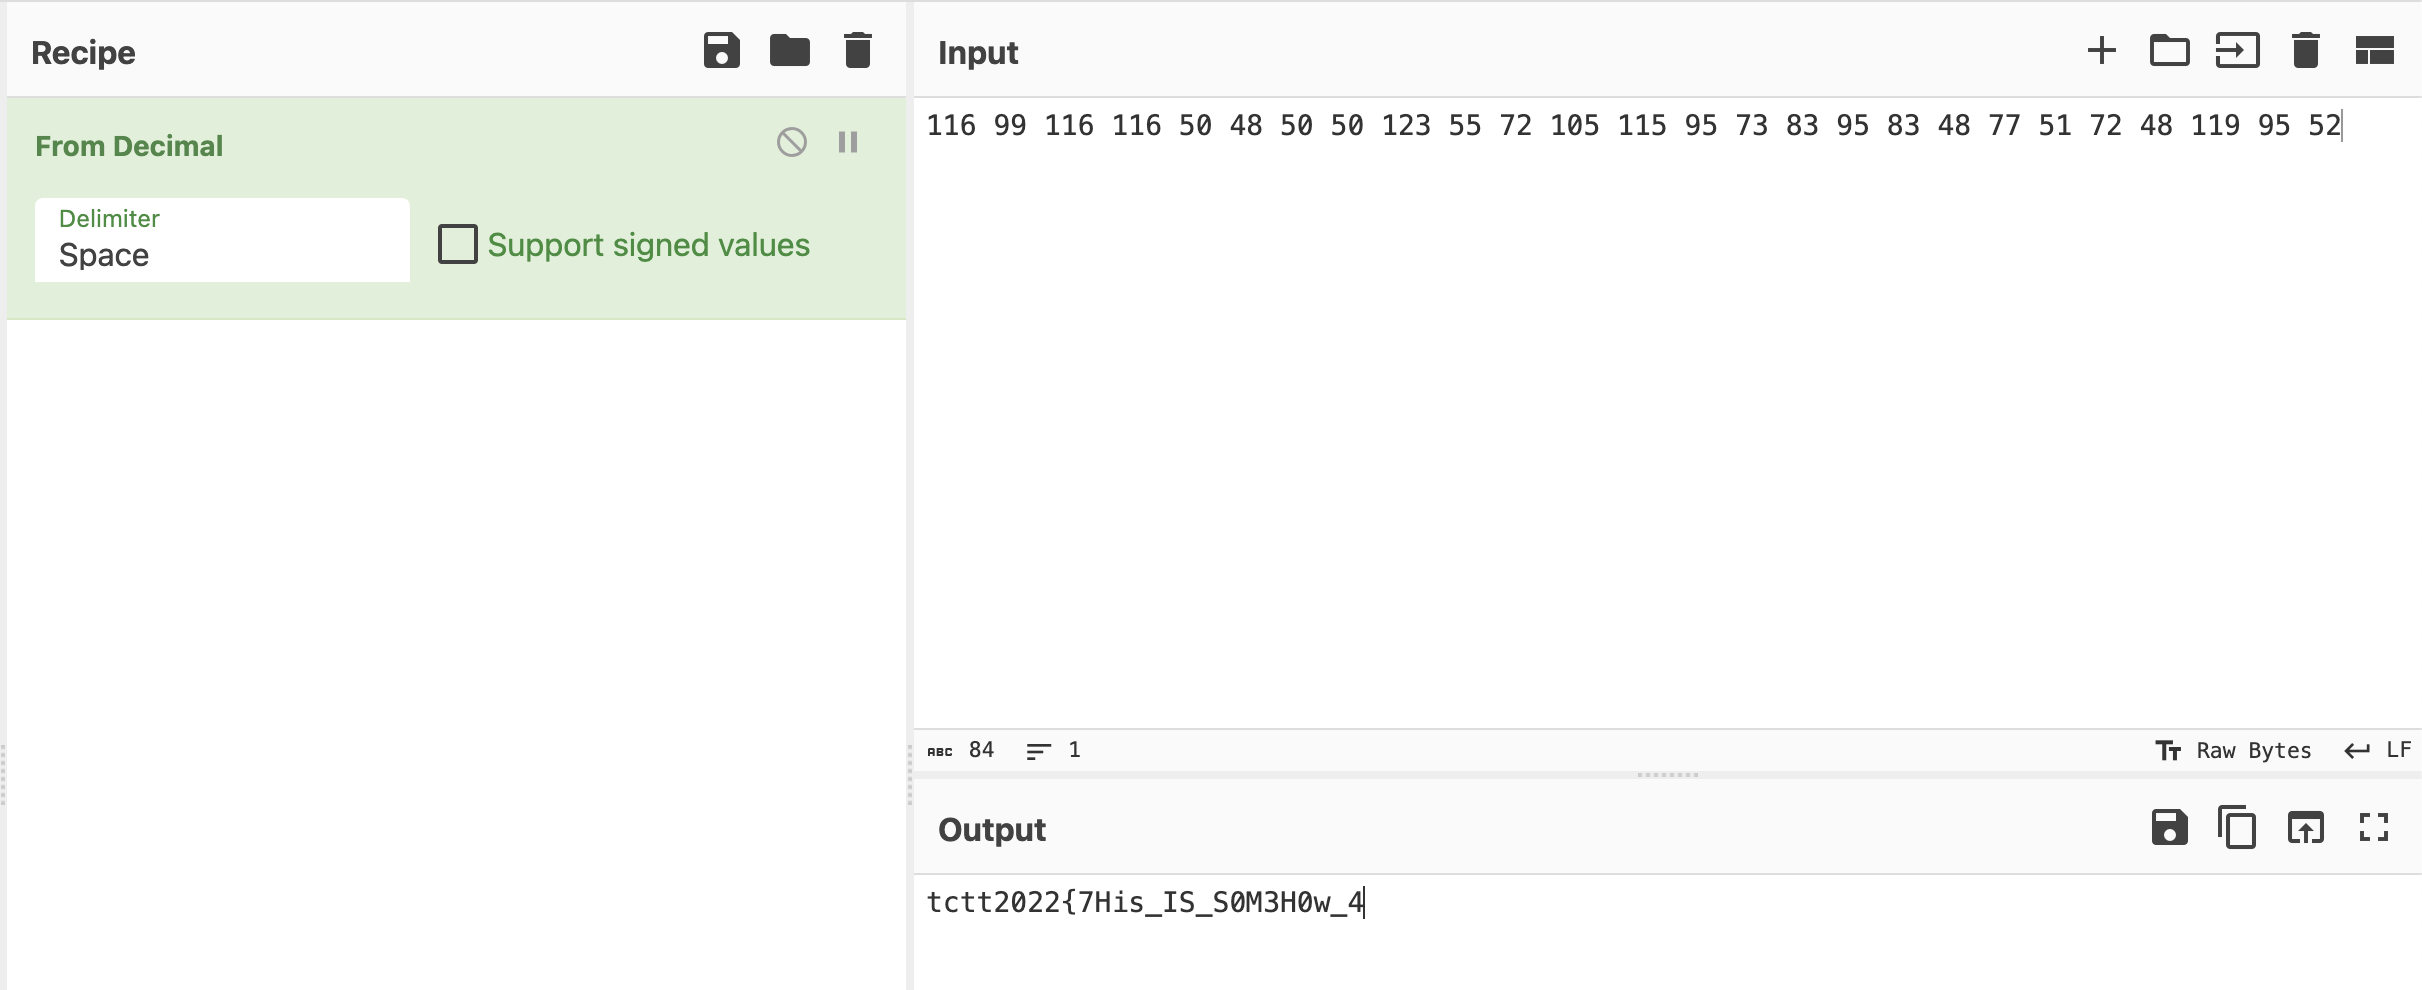 Recipe
From Decimal
Delimiter
Space
Support signed values
Input
116 99 116 116 50 48 50 50 123 55 72 105 115 95 73 83 95 83 48 77 51 72 48 119 95 52
ABC 84 1
Tт Raw Bytes LF
Output
tctt2022{7His_IS_S0M3H0w_4